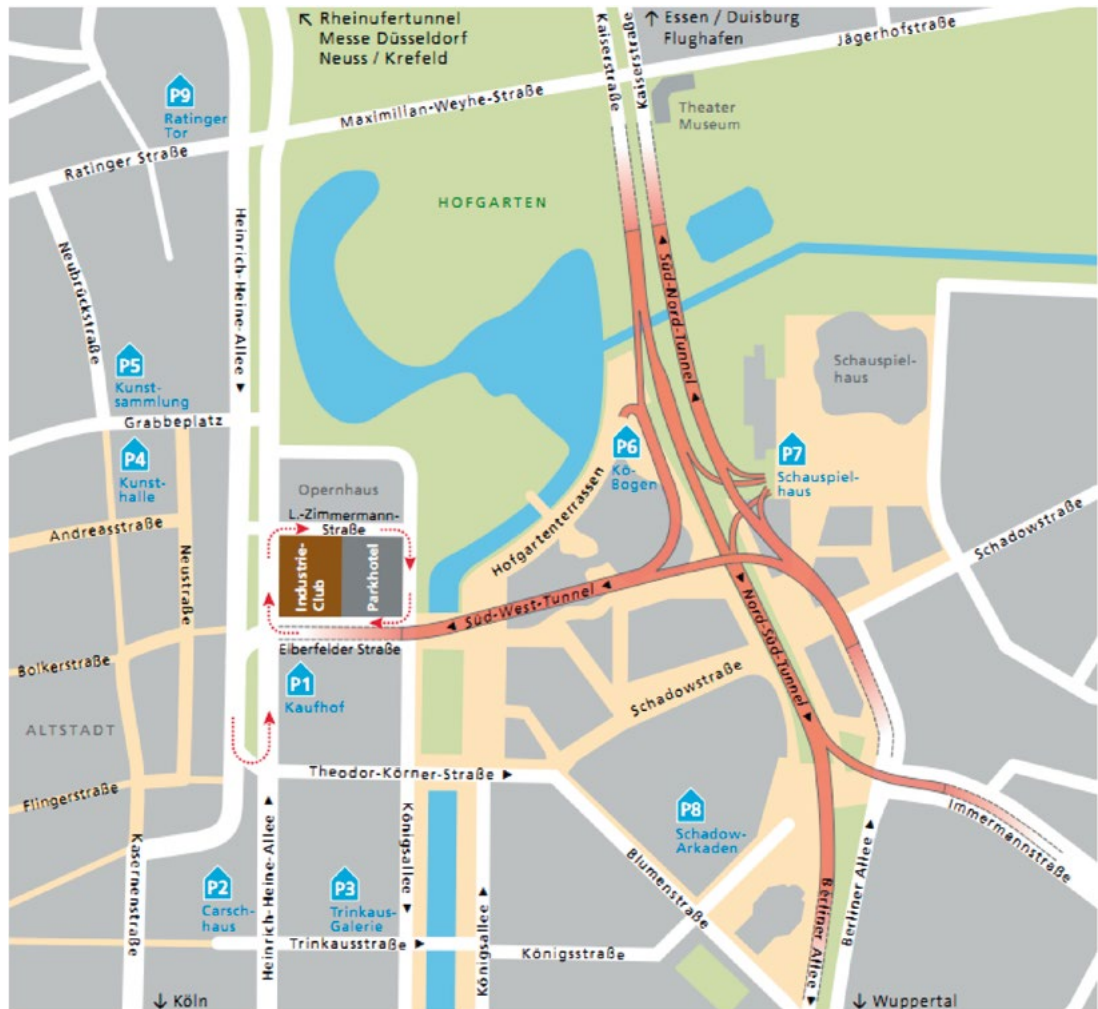 ↖ Rheinufertunnel
Messe Düsseldorf
Neuss / Krefeld
Kaiserstraße
Kaiserstraße
↑ Essen / Duisburg
Flughafen
Jägerhofstraße
P9
Ratinger
Tor
Maximilian-Weyhe-Straße
Theater
Museum
Ratinger Straße
HOFGARTEN
Heinrich-Heine-Allee
Neubrückstraße
Süd-Nord-Tunnel
P5
Kunst-
sammlung
Schauspiel-
haus
Grabbeplatz
P4
Kunst-
halle
P6
Kö-
Bogen
P7
Schauspiel-
haus
Opernhaus
L.-Zimmermann-
Straße
Andreasstraße
Neustraße
Hofgartenterrassen
Schadowstraße
Industrie-
Club
Parkhotel
Süd-West-Tunnel
Nord-Süd-Tunnel
Elberfelder Straße
Bolkerstraße
P1
Kaufhof
Schadowstraße
ALTSTADT
Theodor-Körner-Straße
Flingerstraße
Kasernenstraße
Heinrich-Heine-Allee
Königsallee
P8
Schadow-
Arkaden
Immermannstraße
Blumenstraße
Berliner Allee
Berliner Allee
P2
Carsch-
haus
P3
Trinkaus-
Galerie
Königsallee
Trinkausstraße
Königsstraße
↓ Köln
↓ Wuppertal